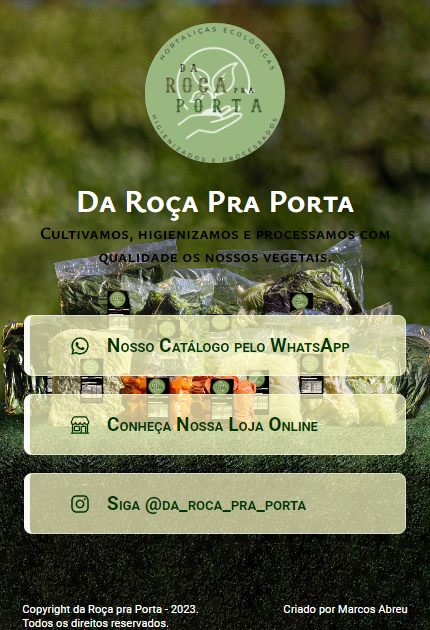 HORTALIÇAS ECOLÓGICAS
DA
ROÇA PRA
PORTA
HIGIENIZADOS E PROCESSADOS
Da Roça Pra Porta
Cultivamos, higienizamos e processamos com
qualidade os nossos vegetais.
Nosso Catálogo pelo WhatsApp
Conheça Nossa Loja Online
Siga @da_roca_pra_porta
Copyright da Roça pra Porta - 2023.
Todos os direitos reservados.
Criado por Marcos Abreu